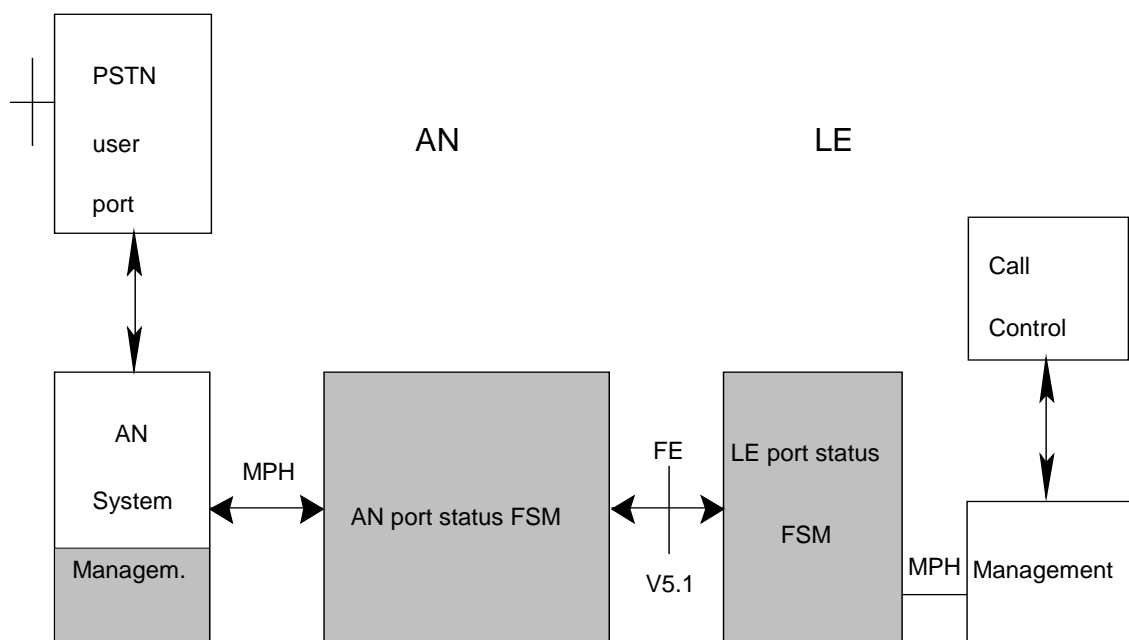 PSTN
user
port
AN
LE
Call
Control
AN
System
Managem.
MPH
AN port status FSM
FE
V5.1
LE port status
FSM
MPH
Management